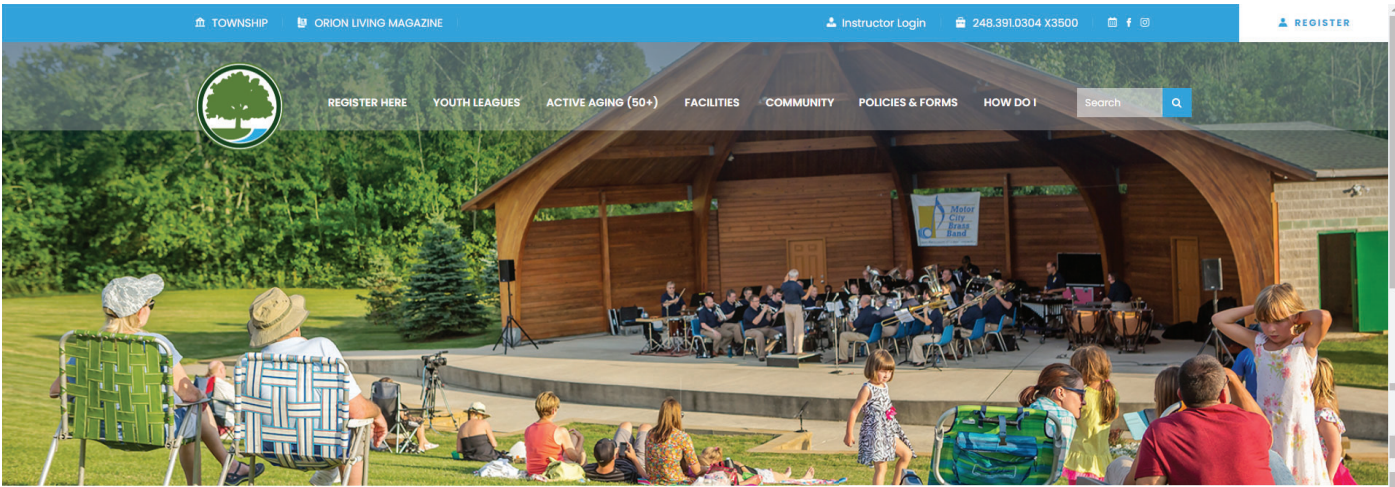 TOWNSHIP ORION LIVING MAGAZINE Instructor Login 248.391.0304 X3500 REGISTER
REGISTER HERE YOUTH LEAGUES ACTIVE AGING (50+) FACILITIES COMMUNITY POLICIES & FORMS HOW DO I Search
Motor
City
Brass
Band